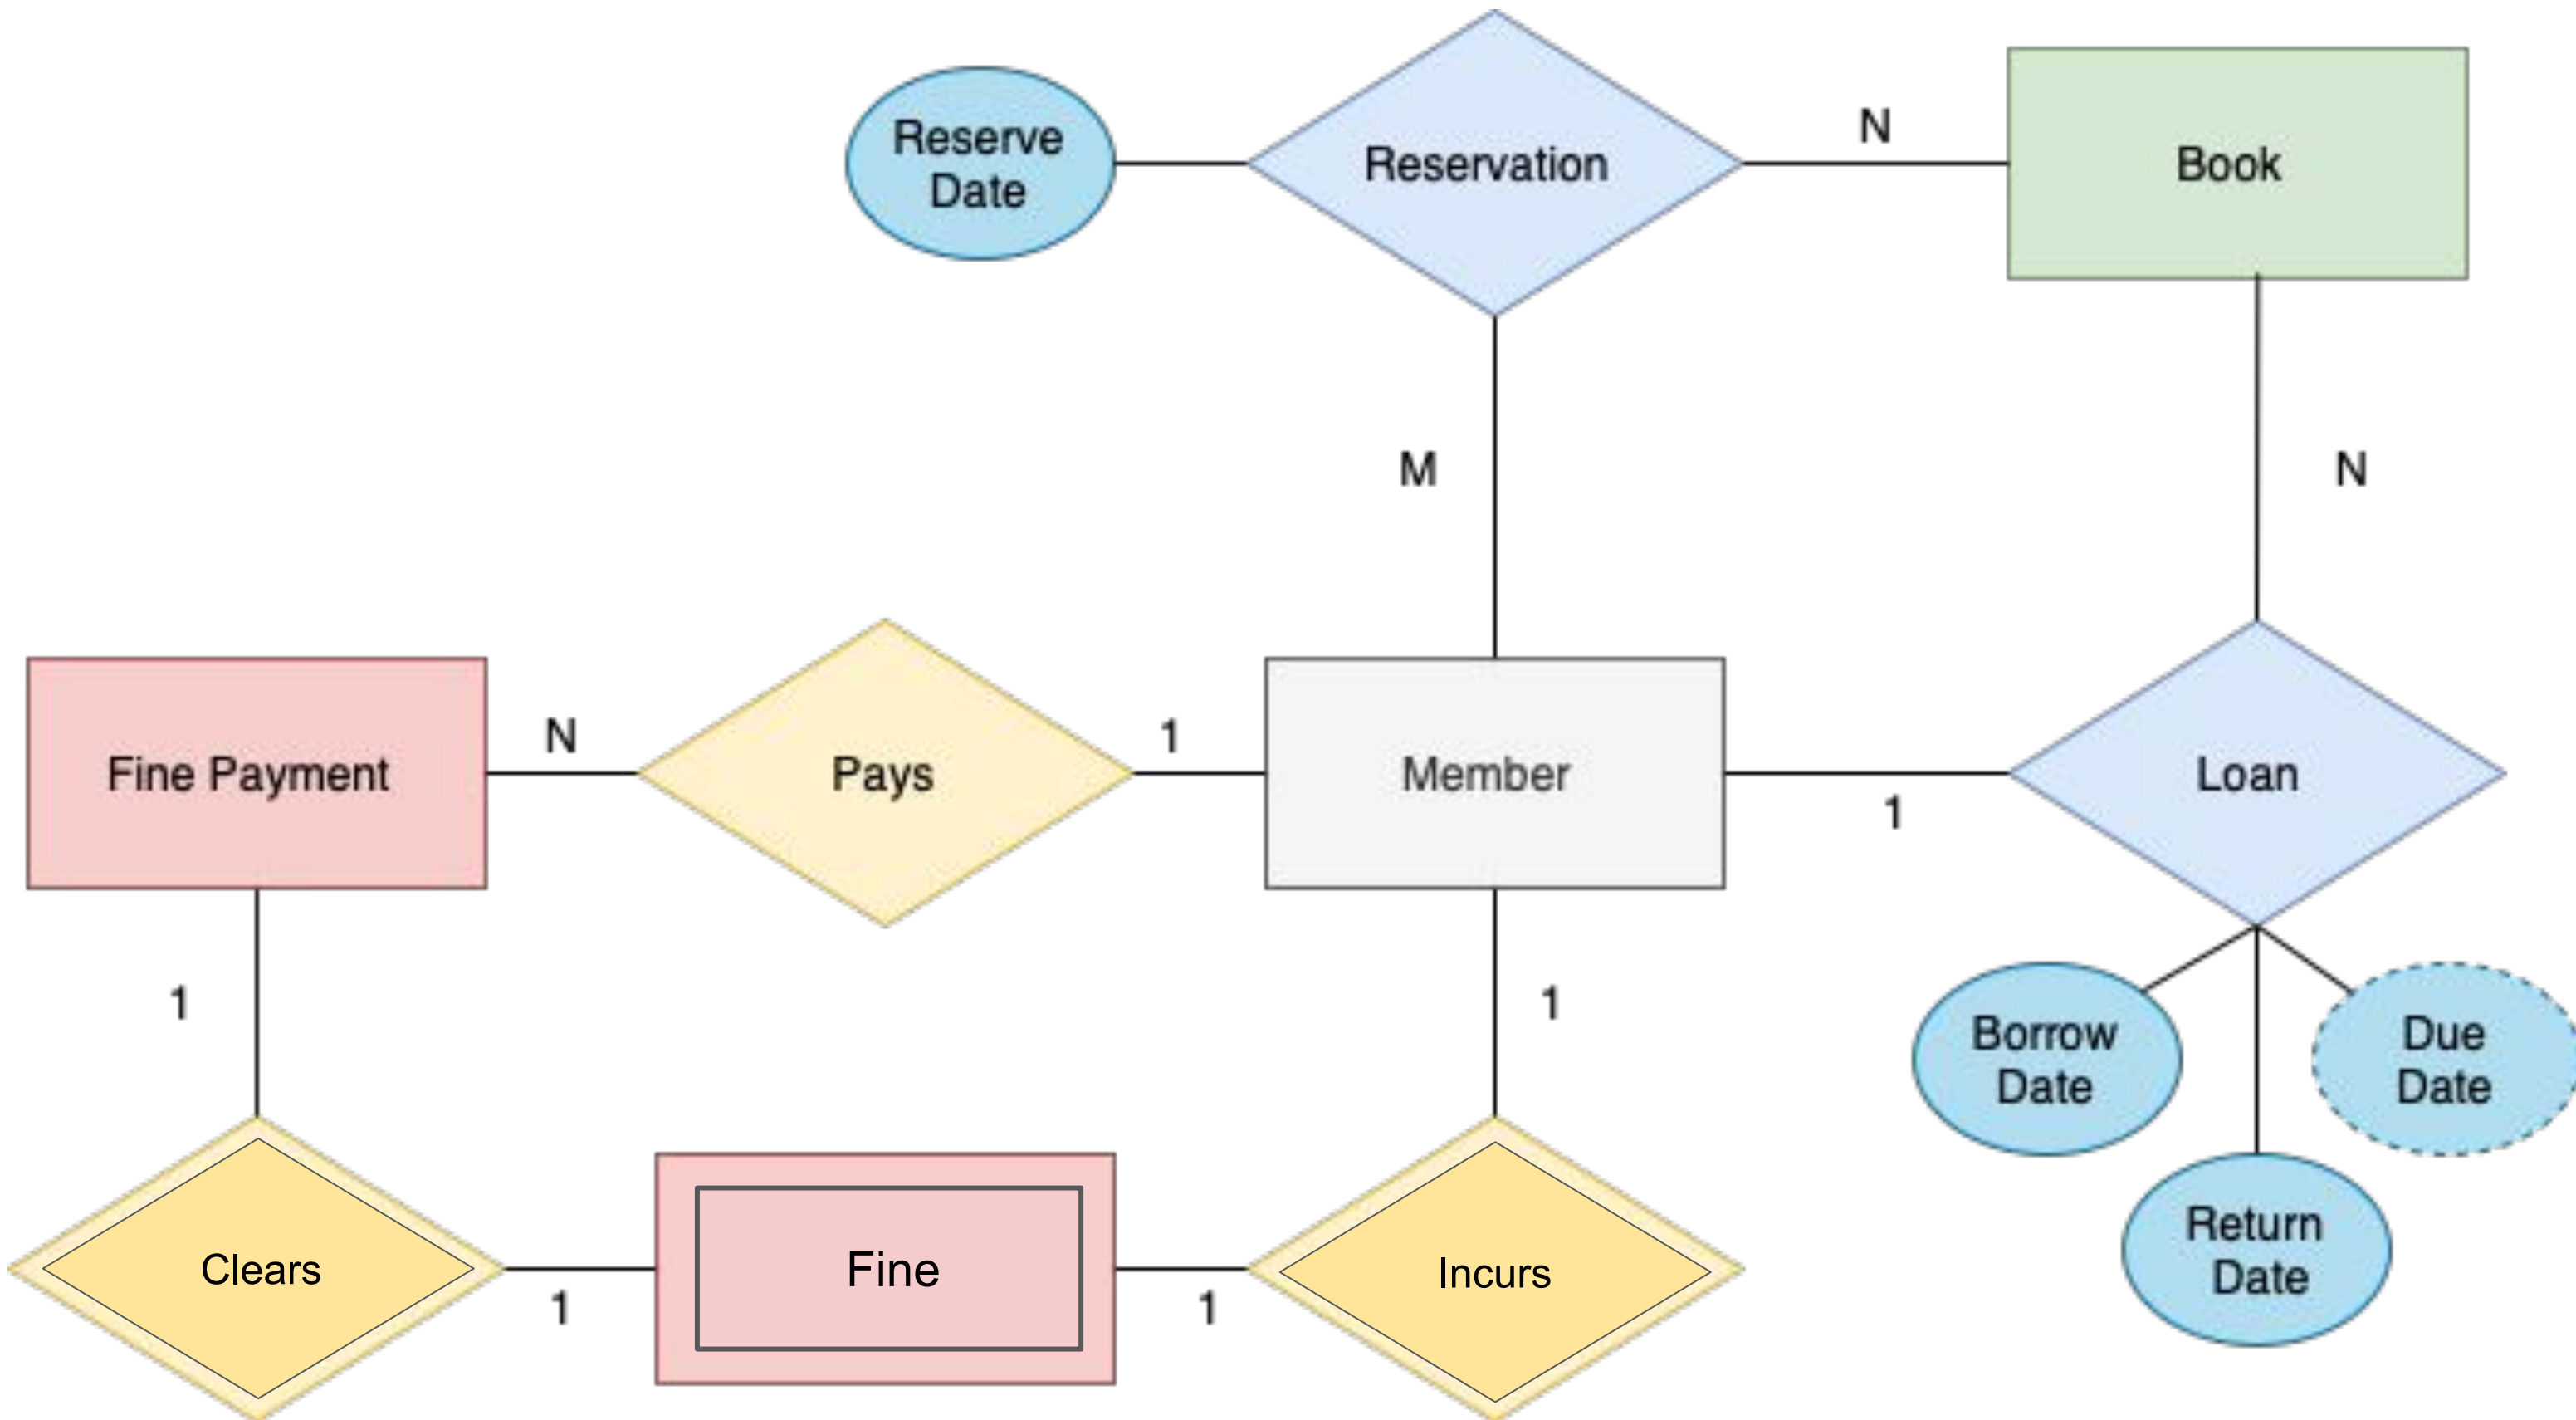 Reserve
Date
Reservation
N
Book
M
N
Fine Payment
N
Pays
1
Member
1
Loan
1
1
Borrow
Date
Due
Date
Return
Date
Clears
1
Fine
1
Incurs